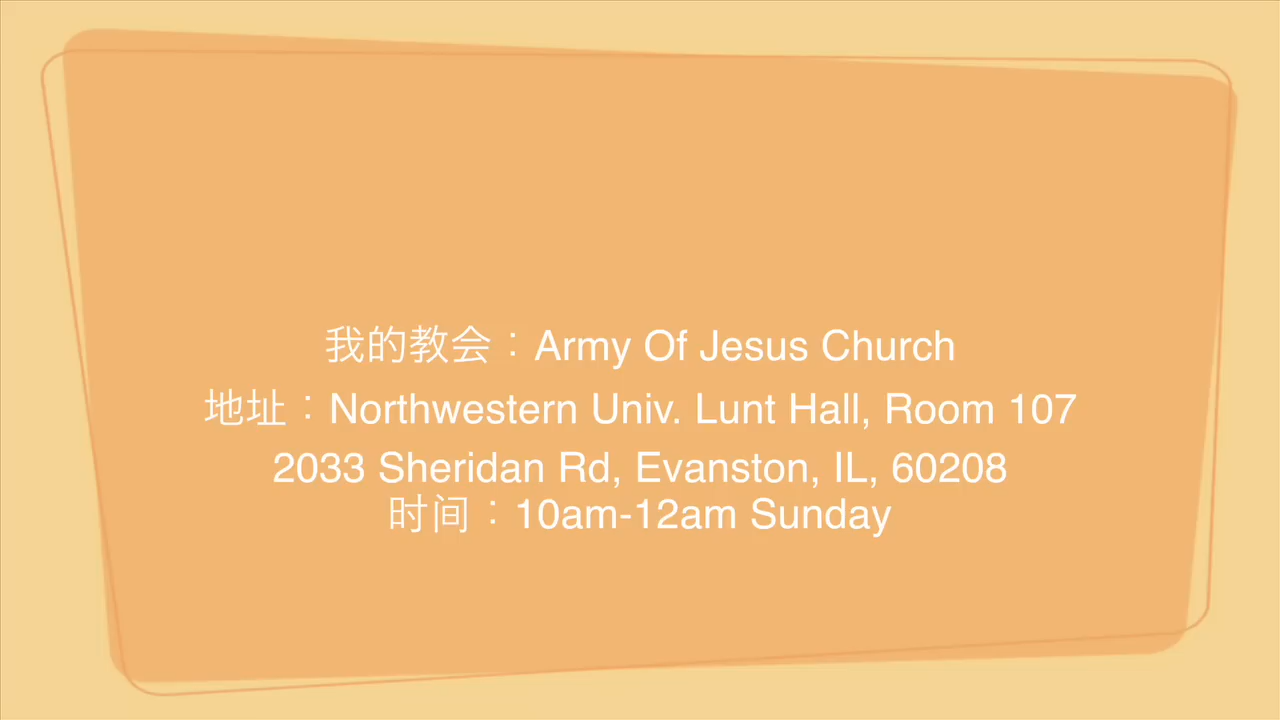 我的教会：Army Of Jesus Church
地址：Northwestern Univ. Lunt Hall, Room 107
2033 Sheridan Rd, Evanston, IL, 60208
时间：10am-12am Sunday